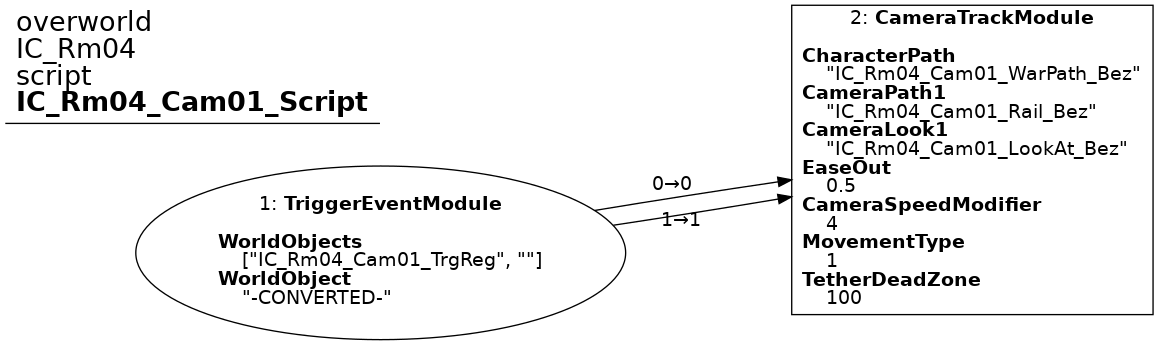 overworld
IC_Rm04
script
IC_Rm04_Cam01_Script
1: TriggerEventModule
WorldObjects
["IC_Rm04_Cam01_TrgReg", ""]
WorldObject
"-CONVERTED-"
0→0
1→1
2: CameraTrackModule
CharacterPath
"IC_Rm04_Cam01_WarPath_Bez"
CameraPath1
"IC_Rm04_Cam01_Rail_Bez"
CameraLook1
"IC_Rm04_Cam01_LookAt_Bez"
EaseOut
0.5
CameraSpeedModifier
4
MovementType
1
TetherDeadZone
100